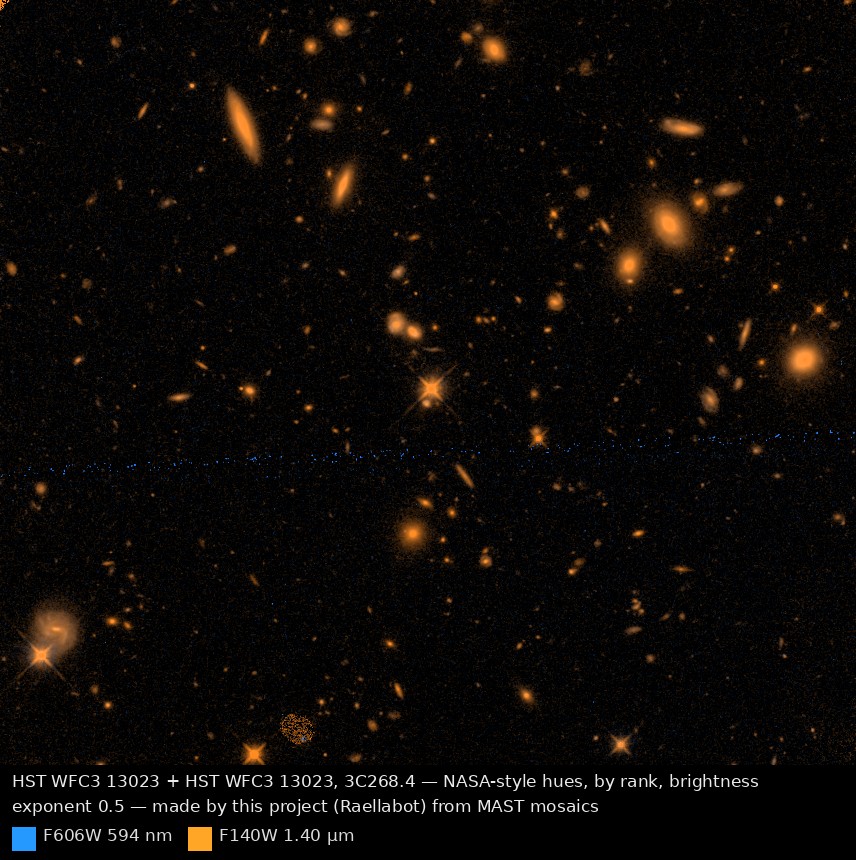 HST WFC3 13023 + HST WFC3 13023, 3C268.4 — NASA-style hues, by rank, brightness
exponent 0.5 — made by this project (Raellabot) from MAST mosaics
F606W 594 nm F140W 1.40 μm